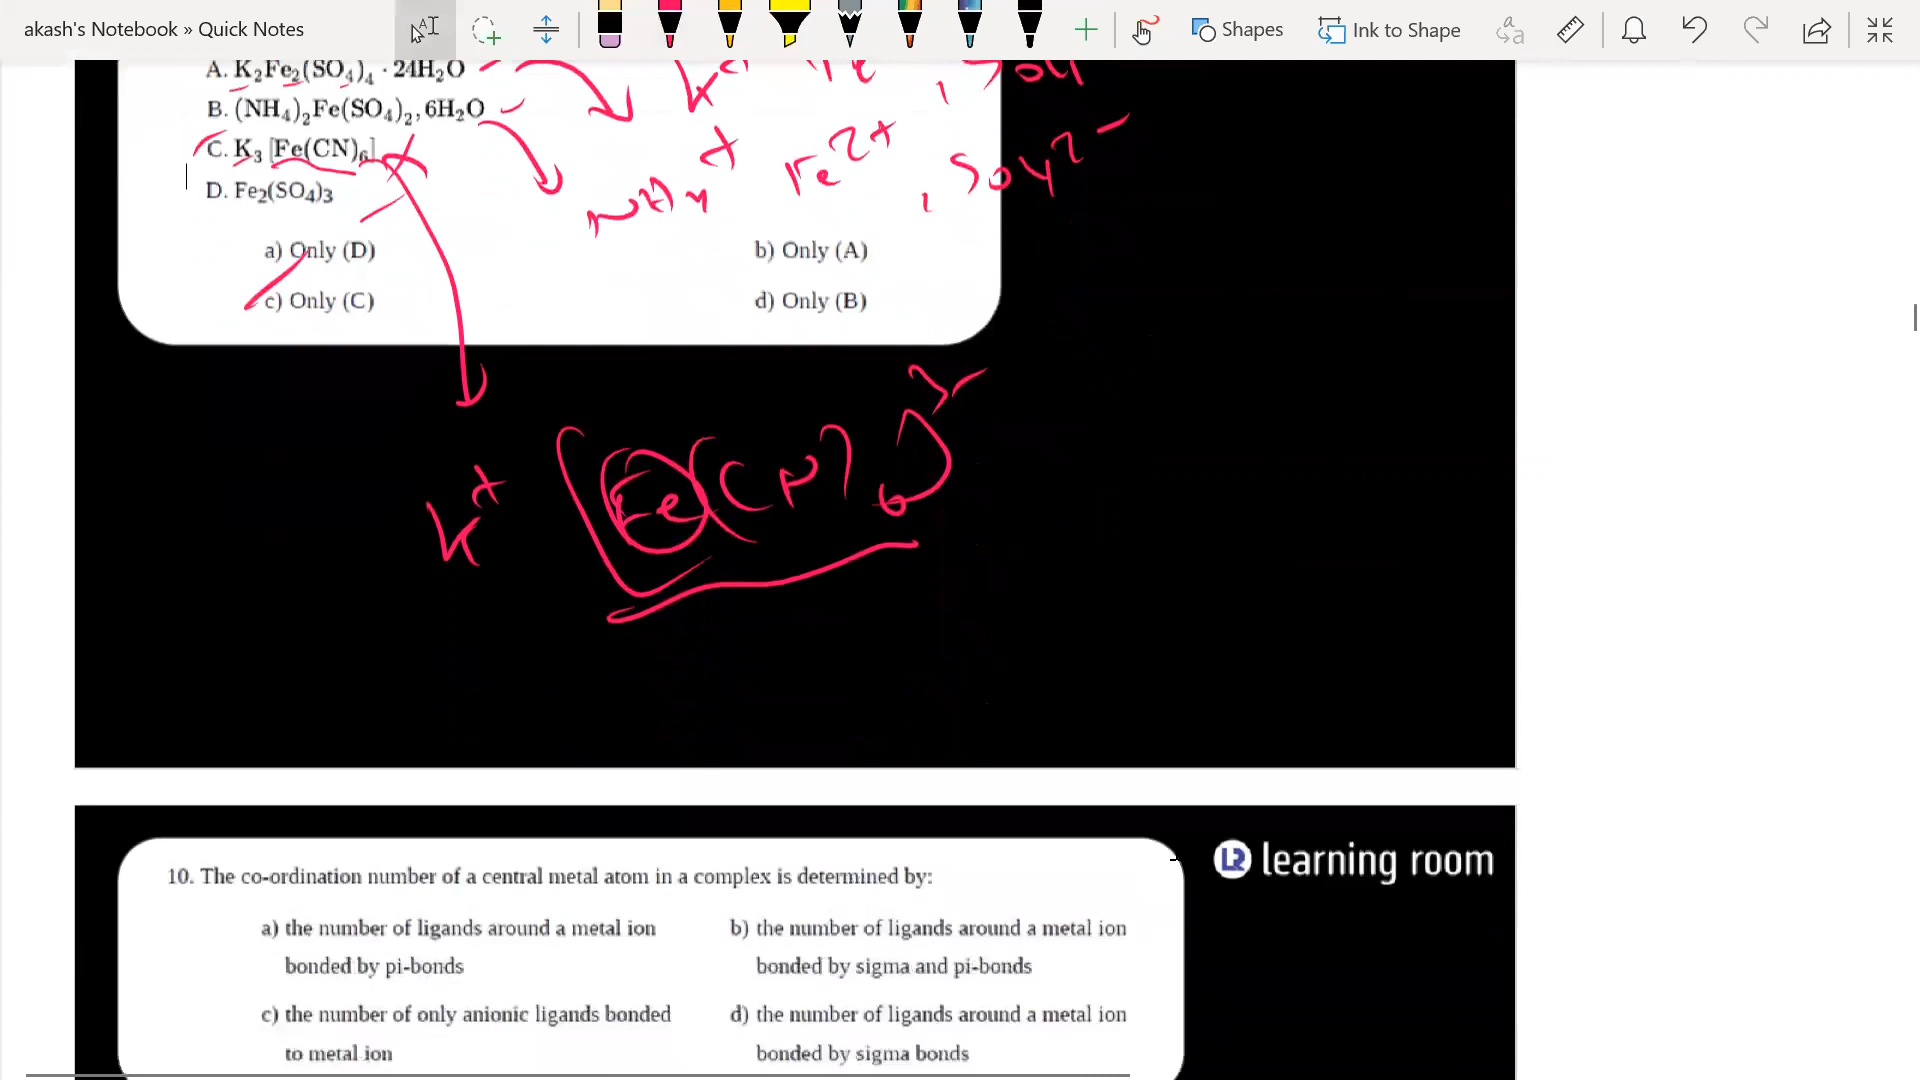 akash's Notebook » Quick Notes
Shapes
Ink to Shape
A. K₂Fe₂(SO₄)₄ · 24H₂O
B. (NH₄)₂Fe(SO₄)₂, 6H₂O
C. K₃ [Fe(CN)₆]
D. Fe₂(SO₄)₃
NH₄⁺ Fe²⁺, SO₄²⁻
a) Only (D)
b) Only (A)
c) Only (C)
d) Only (B)
K⁺ [Fe(CN)₆]³⁻
learning room
10. The co-ordination number of a central metal atom in a complex is determined by:
a) the number of ligands around a metal ion
bonded by pi-bonds
b) the number of ligands around a metal ion
bonded by sigma and pi-bonds
c) the number of only anionic ligands bonded
to metal ion
d) the number of ligands around a metal ion
bonded by sigma bonds